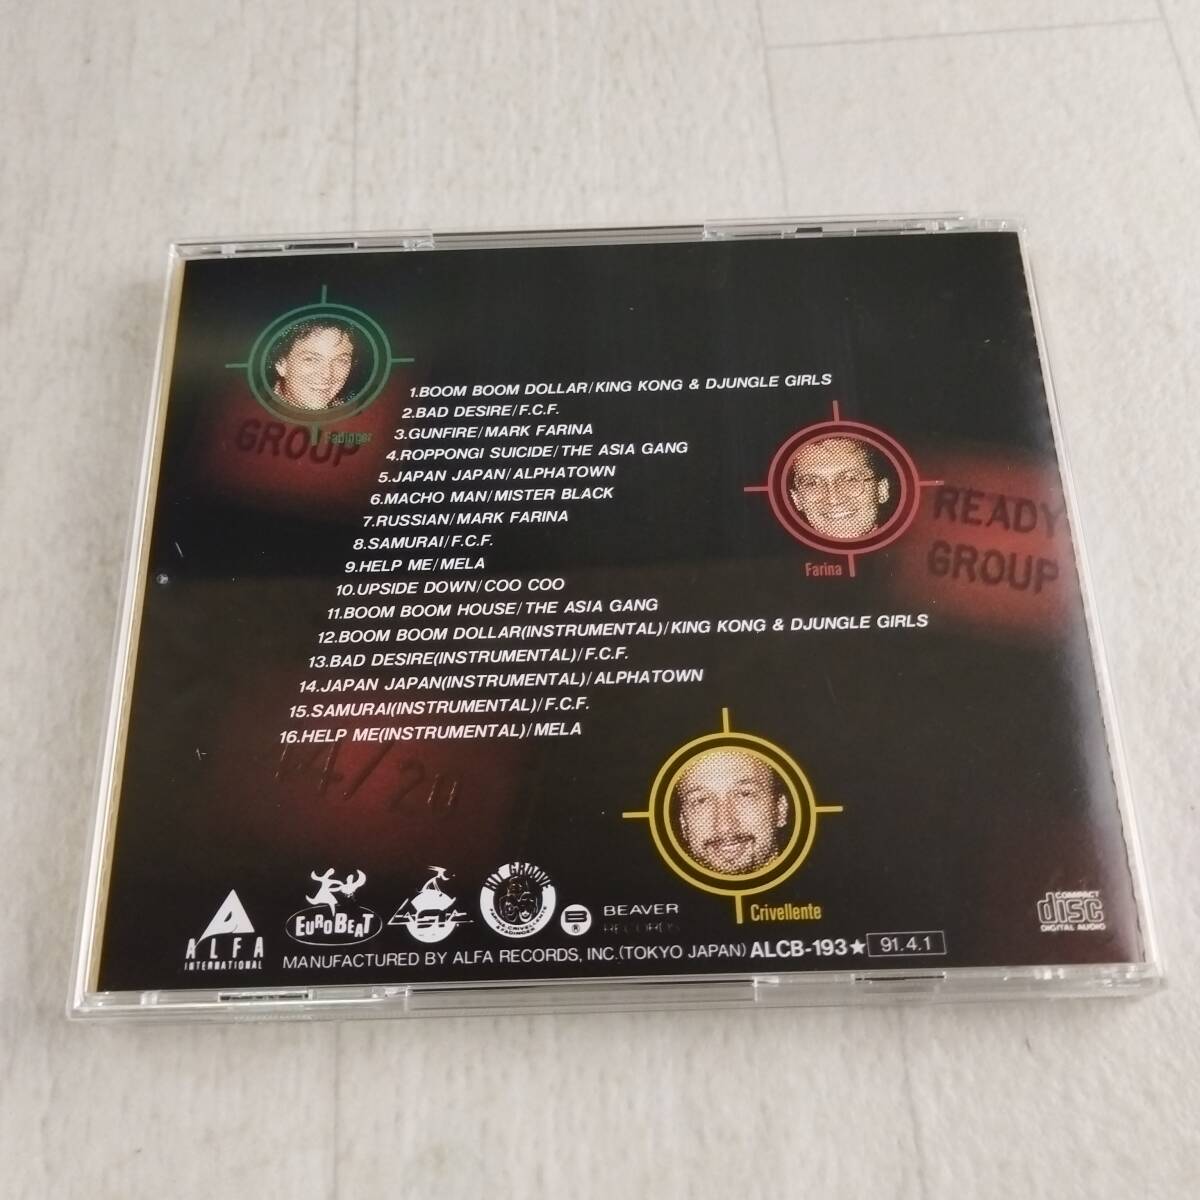 Fadinger
GROUP
1.BOOM BOOM DOLLAR/KING KONG & DJUNGLE GIRLS
2.BAD DESIRE/F.C.F.
3.GUNFIRE/MARK FARINA
4.ROPPONGI SUICIDE/THE ASIA GANG
5.JAPAN JAPAN/ALPHATOWN
6.MACHO MAN/MISTER BLACK
7.RUSSIAN/MARK FARINA
8.SAMURAI/F.C.F.
9.HELP ME/MELA
10.UPSIDE DOWN/COO COO
11.BOOM BOOM HOUSE/THE ASIA GANG
12.BOOM BOOM DOLLAR(INSTRUMENTAL)/KING KONG & DJUNGLE GIRLS
13.BAD DESIRE(INSTRUMENTAL)/F.C.F.
14.JAPAN JAPAN(INSTRUMENTAL)/ALPHATOWN
15.SAMURAI(INSTRUMENTAL)/F.C.F.
16.HELP ME(INSTRUMENTAL)/MELA
READY
GROUP
Farina
Crivellente
ALFA
INTERNATIONAL
EUROBEAT
HIT GROOVE
BEAVER
RECORDS
COMPACT
disc
DIGITAL AUDIO
MANUFACTURED BY ALFA RECORDS, INC.(TOKYO JAPAN) ALCB-193★ 91.4.1